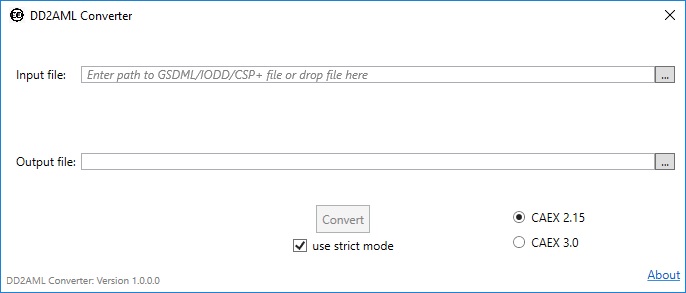 DD2AML Converter
Input file: Enter path to GSDML/IODD/CSP+ file or drop file here ...
Output file: ...
Convert
CAEX 2.15
use strict mode
CAEX 3.0
DD2AML Converter: Version 1.0.0.0
About